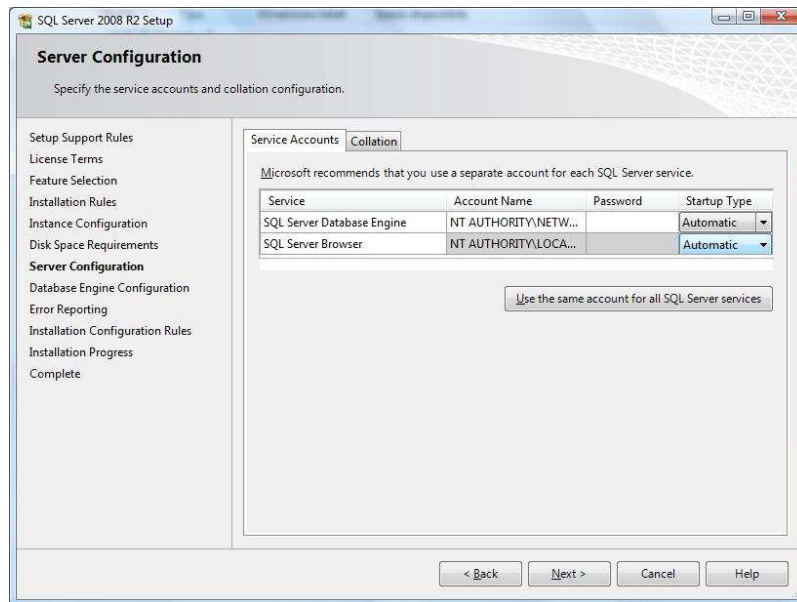 SQL Server 2008 R2 Setup
Server Configuration
Specify the service accounts and collation configuration.
Setup Support Rules
License Terms
Feature Selection
Installation Rules
Instance Configuration
Disk Space Requirements
Server Configuration
Database Engine Configuration
Error Reporting
Installation Configuration Rules
Installation Progress
Complete
Service Accounts Collation
Microsoft recommends that you use a separate account for each SQL Server service.
Service Account Name Password Startup Type
SQL Server Database Engine NT AUTHORITY\NETW... Automatic
SQL Server Browser NT AUTHORITY\LOCA... Automatic
Use the same account for all SQL Server services
< Back Next > Cancel Help